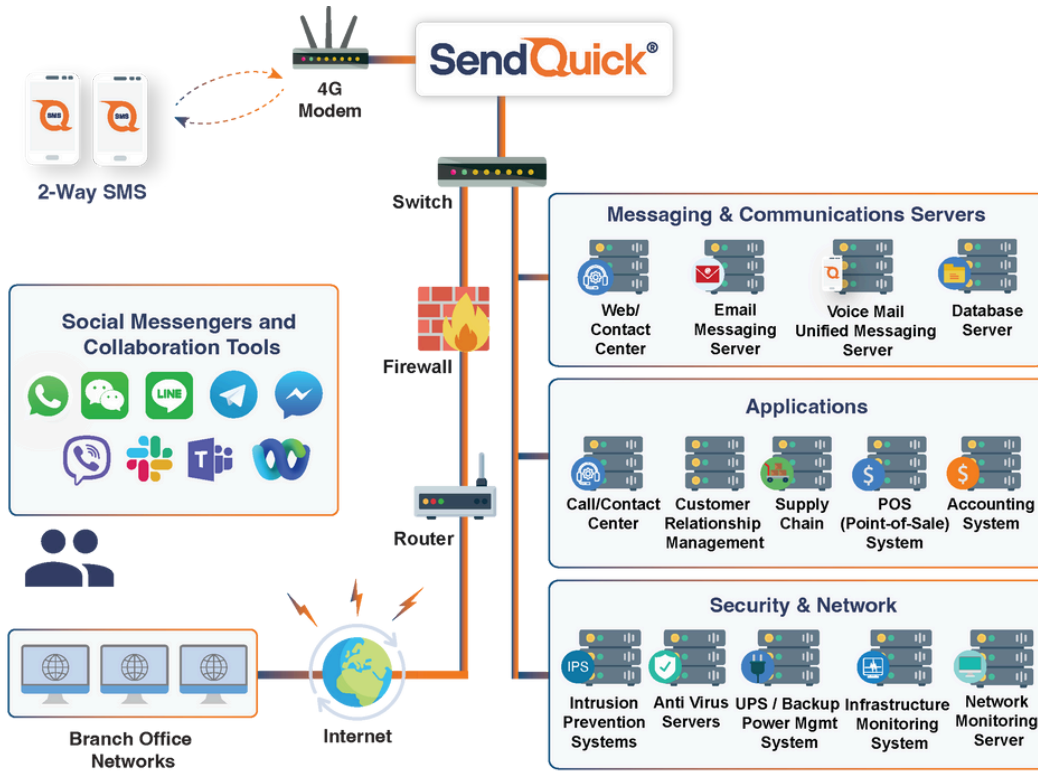 SendQuick®
4G
Modem
SMS
SMS
2-Way SMS
Switch
Messaging & Communications Servers
Web/
Contact
Center
Email
Messaging
Server
Voice Mail
Unified Messaging
Server
Database
Server
Social Messengers and
Collaboration Tools
LINE
T
Firewall
Applications
$
$
Call/Contact
Center
Customer
Relationship
Management
Supply
Chain
POS
(Point-of-Sale)
System
Accounting
System
Router
Security & Network
IPS
Intrusion
Prevention
Systems
Anti Virus
Servers
UPS / Backup
Power Mgmt
System
Infrastructure
Monitoring
System
Network
Monitoring
Server
Branch Office
Networks
Internet